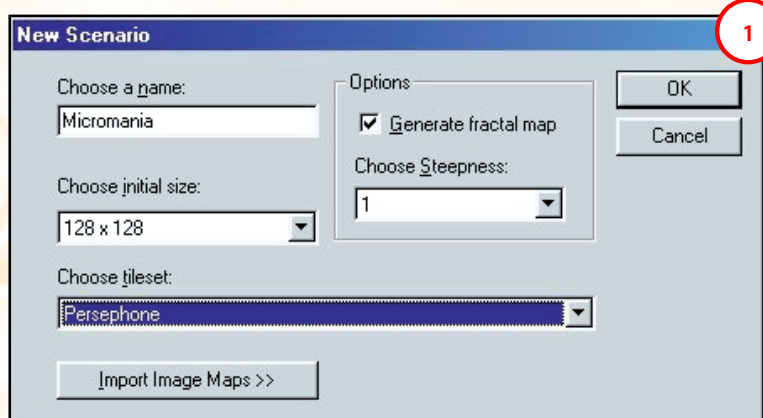 New Scenario
1
Choose a name:
Micromania
Choose initial size:
128 x 128
Choose tileset:
Persephone
Import Image Maps >>
Options
Generate fractal map
Choose Steepness:
1
OK
Cancel